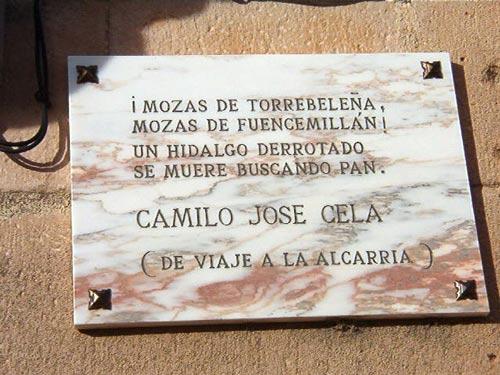 ¡MOZAS DE TORREBELEÑA,
MOZAS DE FUENCEMILLÁN!
UN HIDALGO DERROTADO
SE MUERE BUSCANDO PAN.
CAMILO JOSE CELA
(DE VIAJE A LA ALCARRIA)